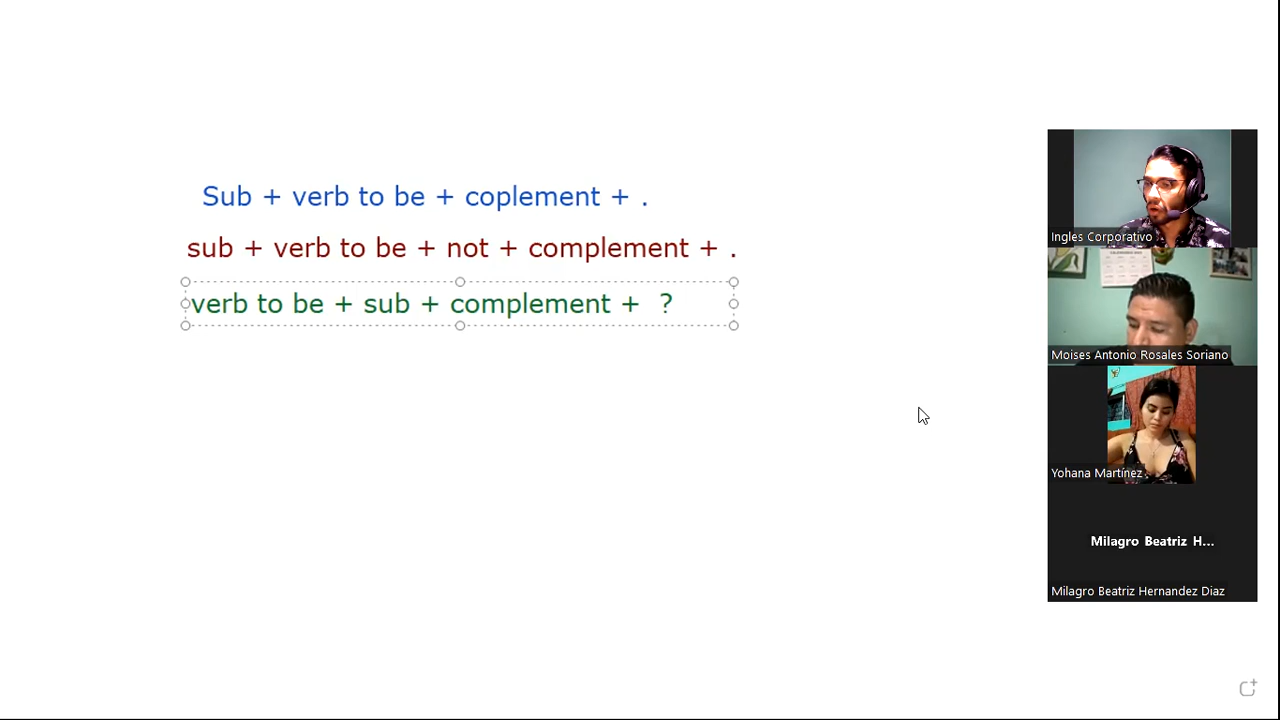 Sub + verb to be + coplement + .
sub + verb to be + not + complement + .
verb to be + sub + complement +  ?
Ingles Corporativo
Moises Antonio Rosales Soriano
Yohana Martínez
Milagro Beatriz H...
Milagro Beatriz Hernandez Diaz